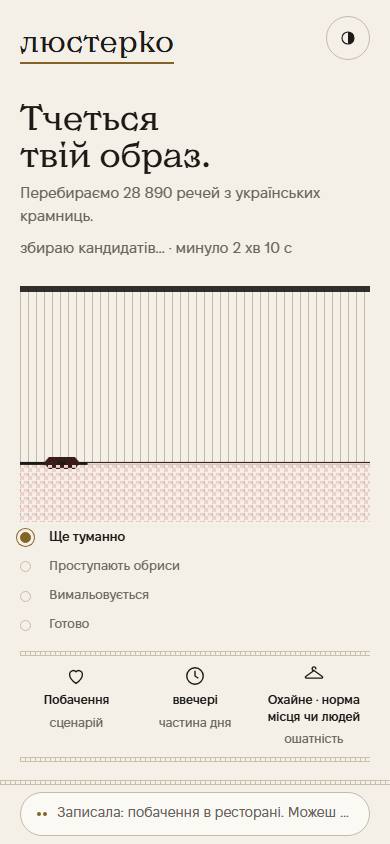 люстерко
Тчеться
твій образ.
Перебираємо 28 890 речей з українських
крамниць.
збираю кандидатів… · минуло 2 хв 10 с
Ще туманно
Проступають обриси
Вимальовується
Готово
Побачення
сценарій
ввечері
частина дня
Охайне · норма
місця чи людей
ошатність
Записала: побачення в ресторані. Можеш ...